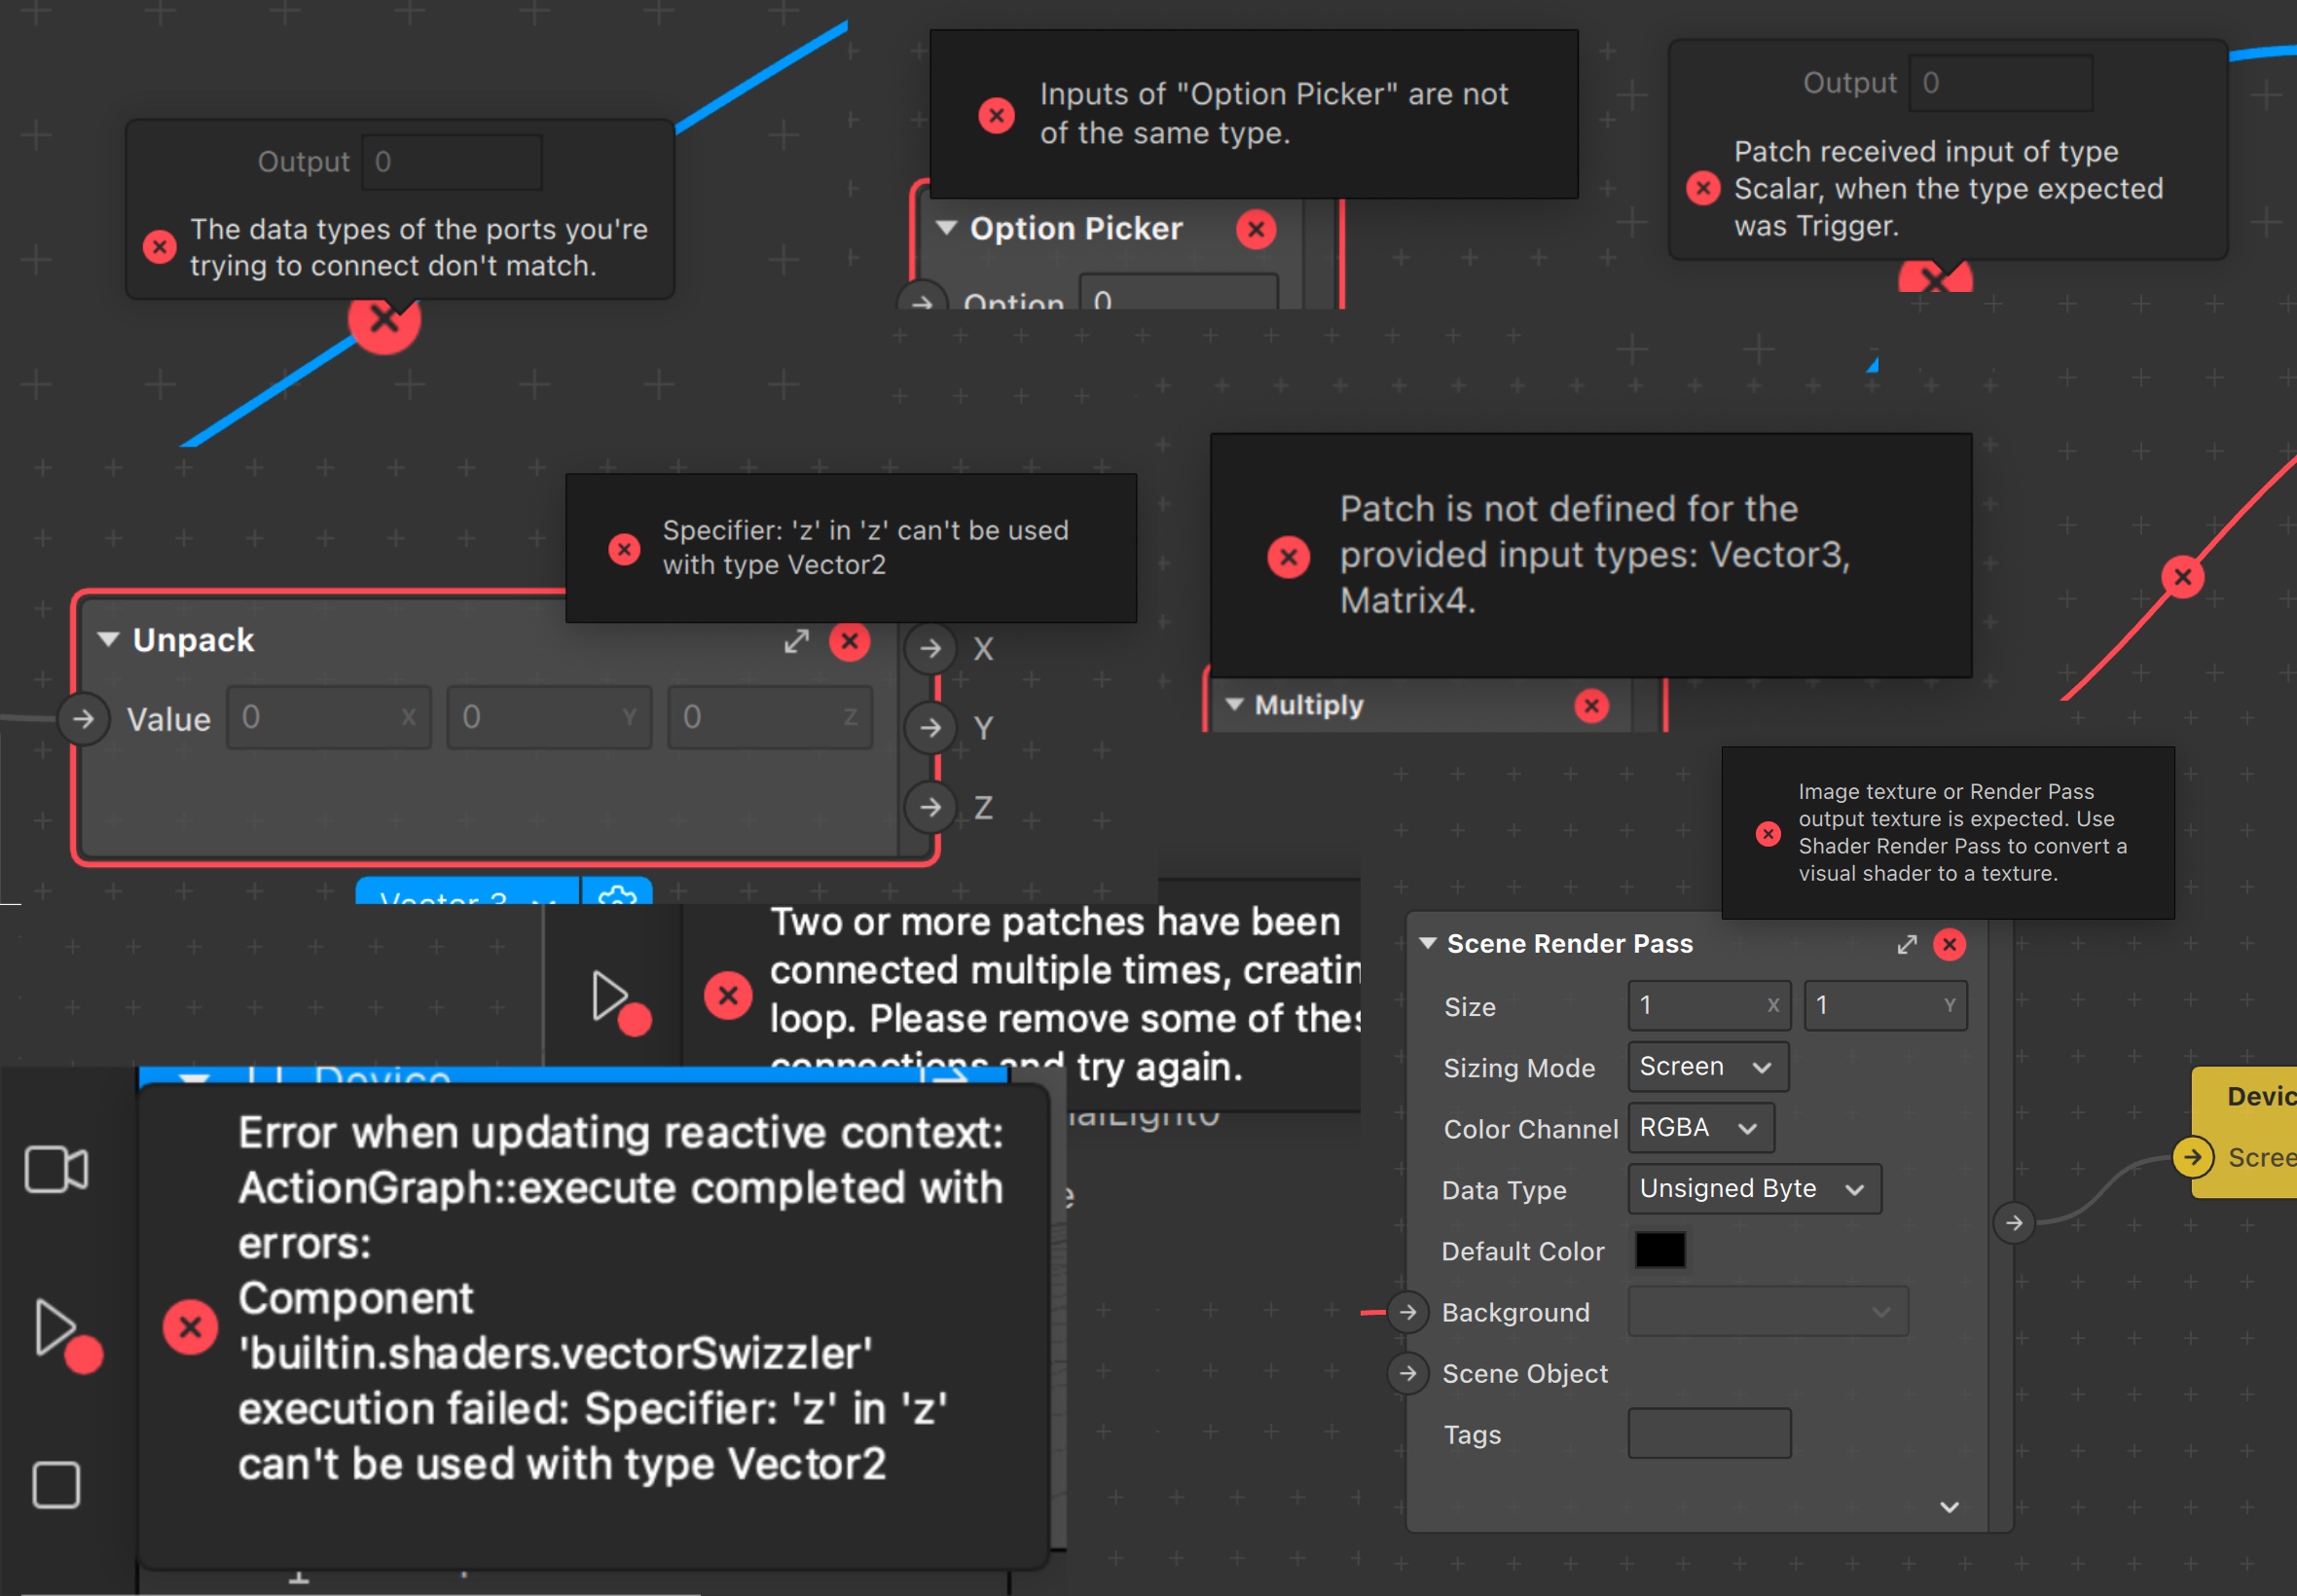 Output 0
The data types of the ports you're
trying to connect don't match.
Inputs of "Option Picker" are not
of the same type.
Option Picker
Option 0
Output 0
Patch received input of type
Scalar, when the type expected
was Trigger.
Specifier: 'z' in 'z' can't be used
with type Vector2
Unpack
X
Value 0 X 0 Y 0 Z
Y
Z
Vector 3
Patch is not defined for the
provided input types: Vector3,
Matrix4.
Multiply
Image texture or Render Pass
output texture is expected. Use
Shader Render Pass to convert a
visual shader to a texture.
Two or more patches have been
connected multiple times, creatin
loop. Please remove some of thes
connections and try again.
Device
Error when updating reactive context:
ActionGraph::execute completed with
errors:
Component
'builtin.shaders.vectorSwizzler'
execution failed: Specifier: 'z' in 'z'
can't be used with type Vector2
Scene Render Pass
Size 1 X 1 Y
Sizing Mode Screen
Color Channel RGBA
Data Type Unsigned Byte
Default Color
Background
Scene Object
Tags
Devic
Scree